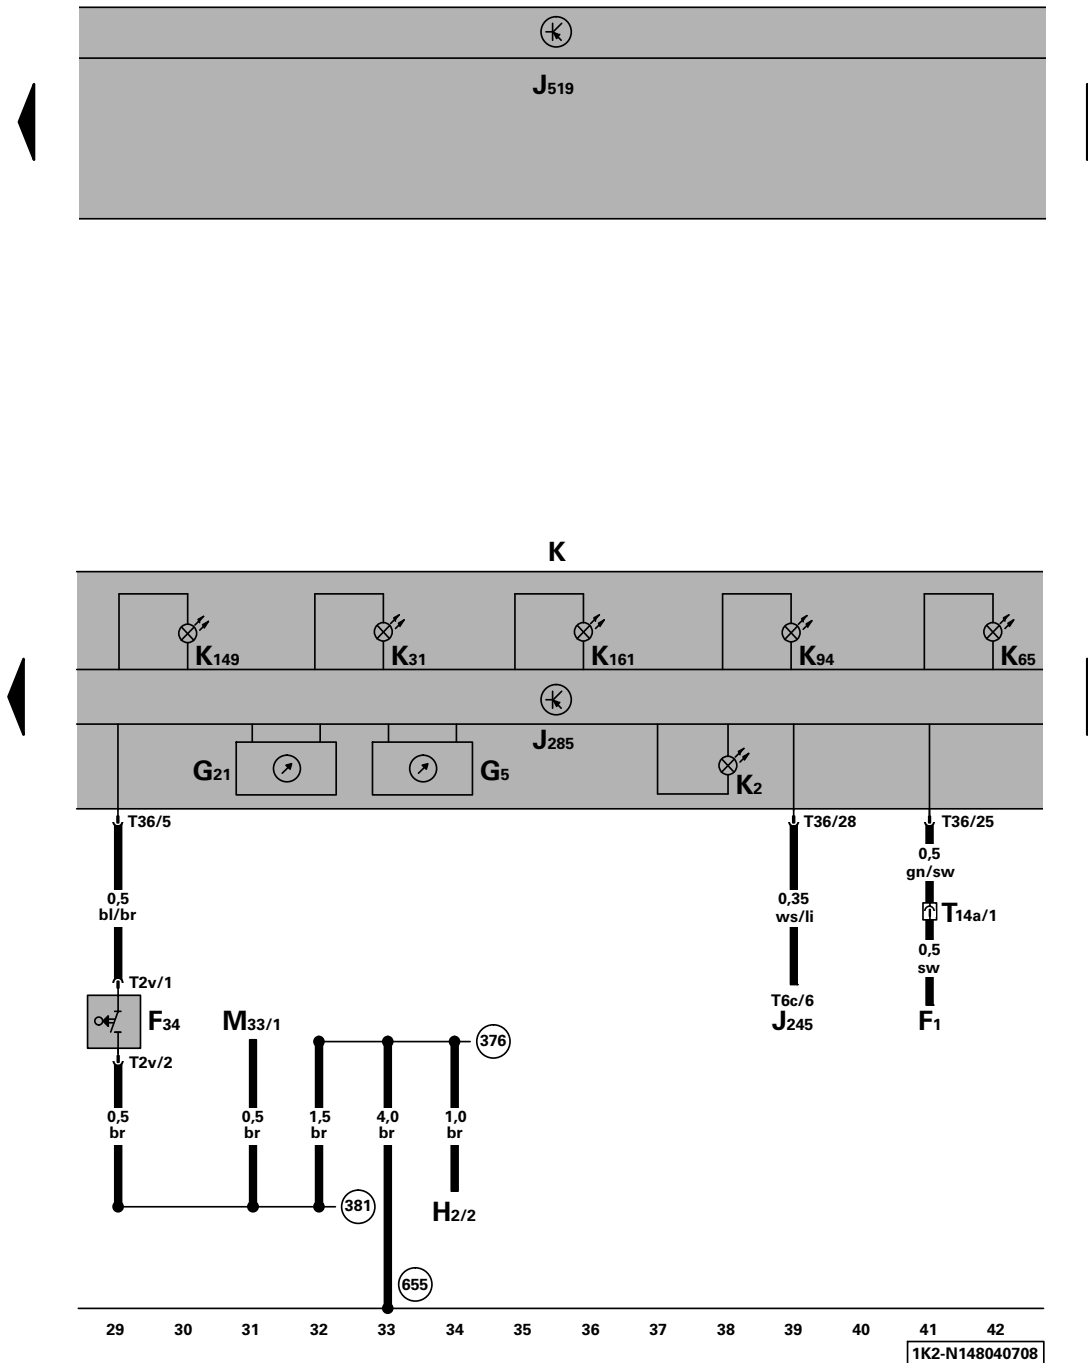 J519
K
K149 K31 K161 K94 K65
J285
G21 G5 K2
T36/5 T36/28 T36/25
0,5
gn/sw
0,5
bl/br
0,35
ws/li
T14a/1
0,5
sw
T2v/1
T6c/6
F34 M33/1 J245 F1
376
T2v/2
0,5
br
0,5
br
1,5
br
4,0
br
1,0
br
381
H2/2
655
29 30 31 32 33 34 35 36 37 38 39 40 41 42
1K2-N148040708